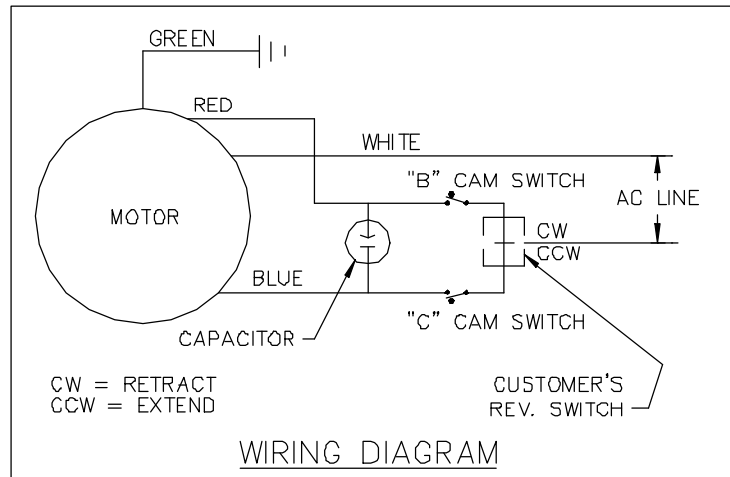 GREEN
RED
WHITE
"B" CAM SWITCH
AC LINE
MOTOR
CW
CCW
BLUE
"C" CAM SWITCH
CAPACITOR
CW = RETRACT
CCW = EXTEND
CUSTOMER'S
REV. SWITCH
WIRING DIAGRAM